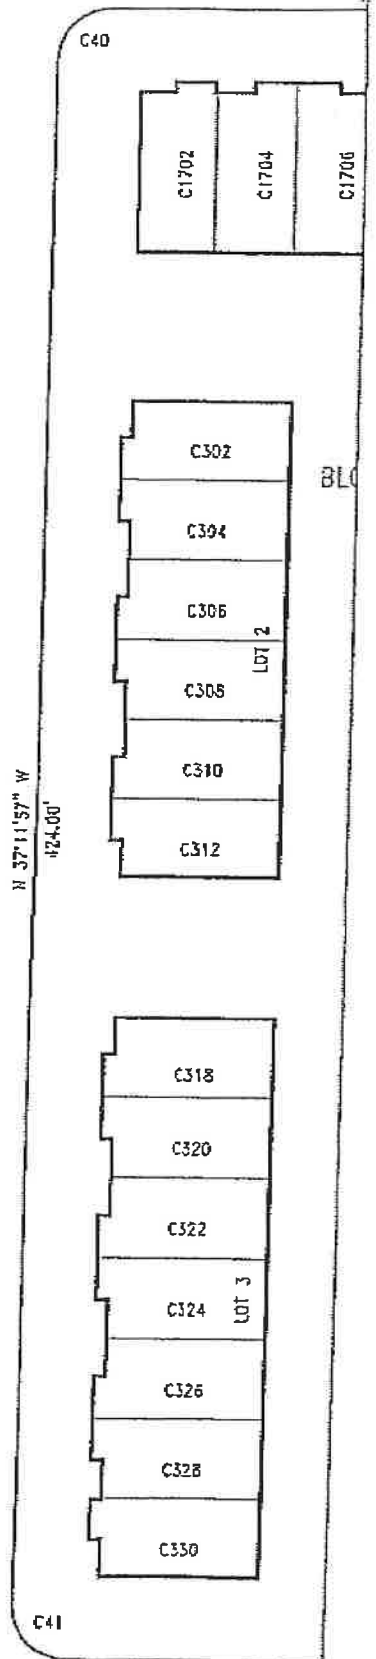 C40
C1702
C1704
C1706
C302
BLO
C304
C306
LOT 2
C308
C310
N 37°11'57" W
424.00'
C312
C318
C320
C322
C324
LOT 3
C326
C328
C330
C41